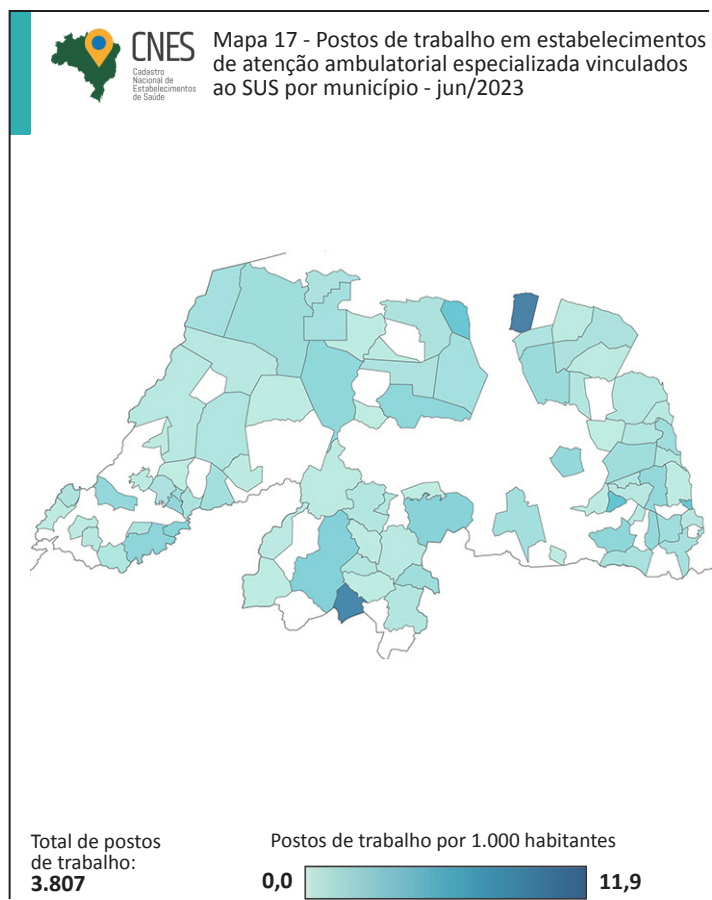 CNES
Cadastro
Nacional de
Estabelecimentos
de Saúde
Mapa 17 - Postos de trabalho em estabelecimentos
de atenção ambulatorial especializada vinculados
ao SUS por município - jun/2023
Total de postos
de trabalho:
3.807
Postos de trabalho por 1.000 habitantes
0,0
11,9